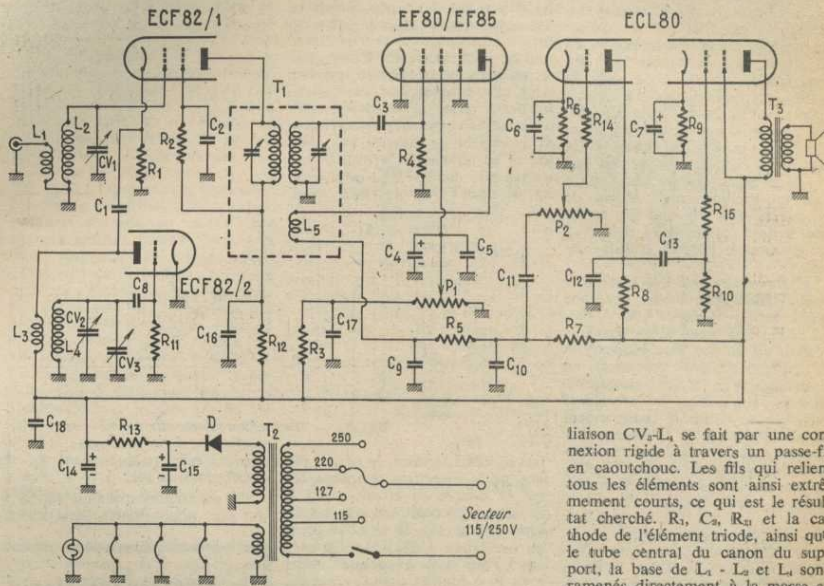 ECF82/1
EF80/EF85
ECL80
T1
L1
L2
CV1
R1
R2
C2
C3
R4
C6
R6
R14
C7
R9
T3
C1
L5
C4
C5
P2
R15
ECF82/2
C8
P1
C11
C12
C13
R8
R10
L3
L4
CV2
CV3
R11
C16
R12
R3
C17
R5
C9
C10
R7
C18
R13
D
T2
C14
C15
250
220
127
115
Secteur
115/250V
liaison CV2-L4 se fait par une con-
nexion rigide à travers un passe-f
en caoutchouc. Les fils qui relien
tous les éléments sont ainsi extrê
mement courts, ce qui est le résul
tat cherché. R1, C2, R21 et la ca
thode de l'élément triode, ainsi qu
le tube central du canon du sup
port, la base de L1 - L2 et L4 son
ramenés directement à la masse